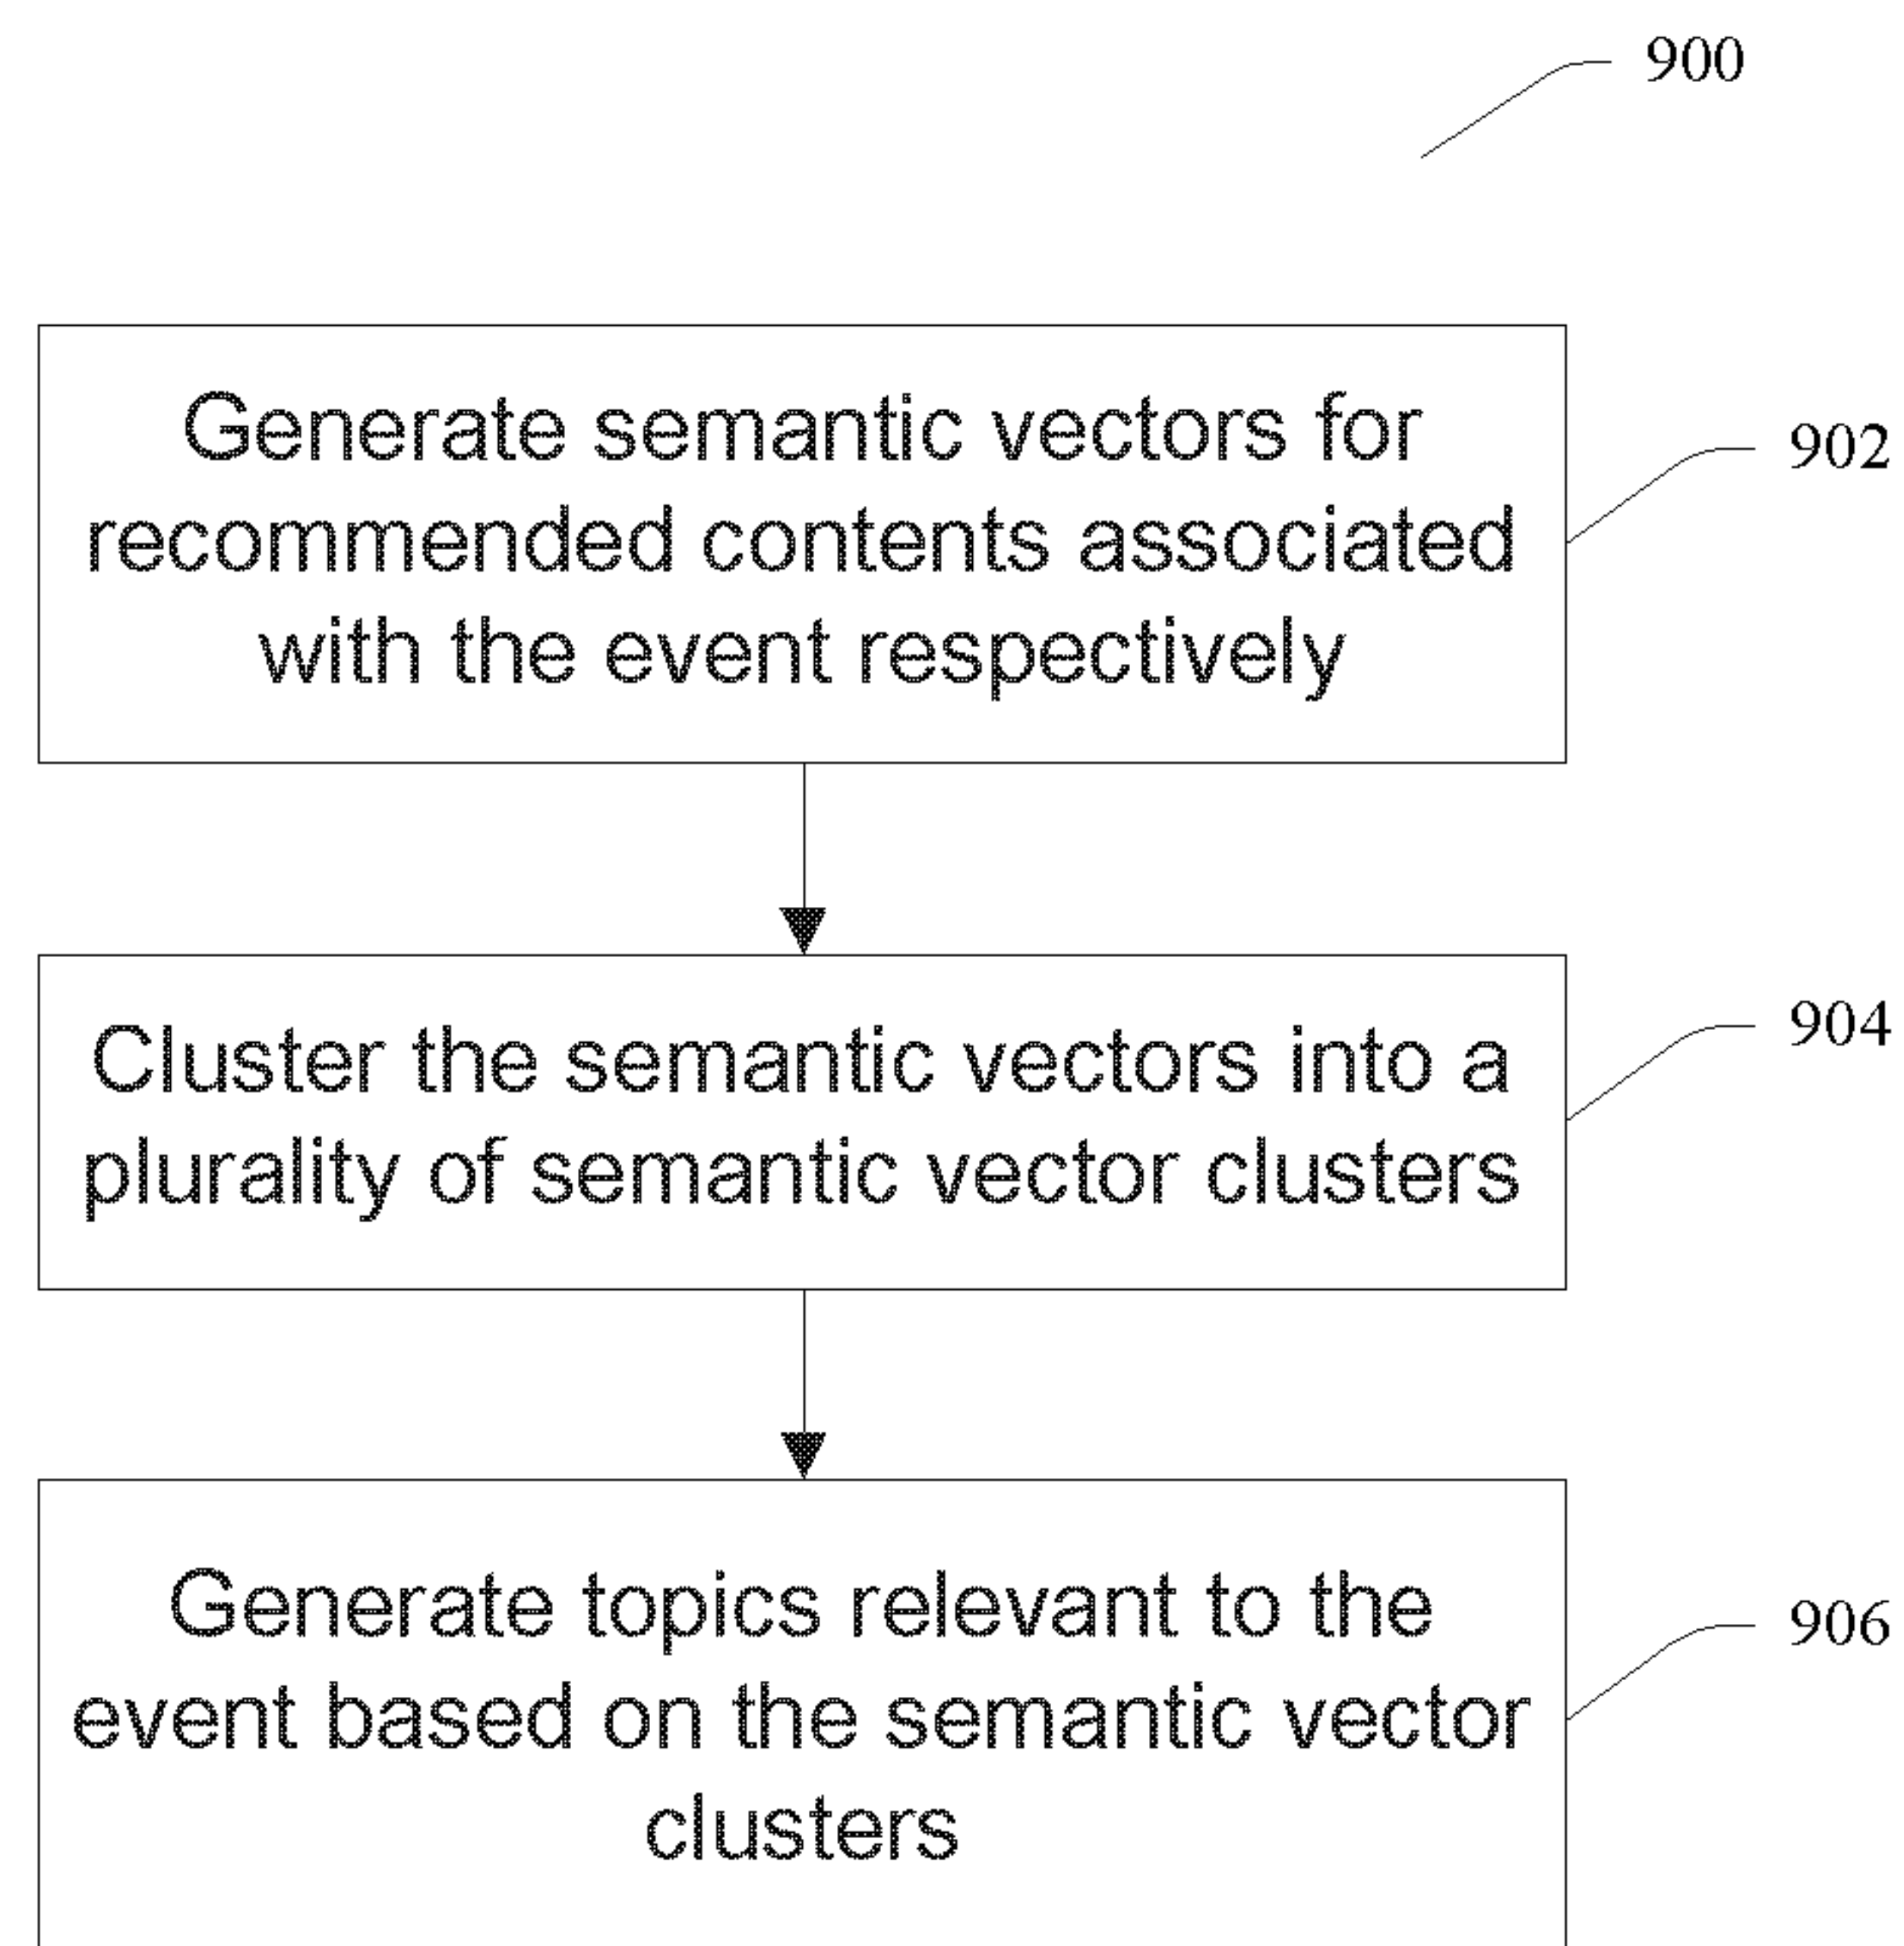 900
Generate semantic vectors for
recommended contents associated
with the event respectively
902
Cluster the semantic vectors into a
plurality of semantic vector clusters
904
Generate topics relevant to the
event based on the semantic vector
clusters
906